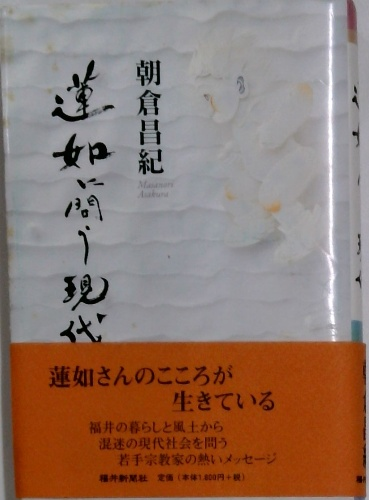 朝倉昌紀
Masanori
Asakura
蓮如に問う現代
蓮如さんのこころが
生きている
福井の暮らしと風土から
混迷の現代社会を問う
若手宗教家の熱いメッセージ
福井新聞社 定価(本体1,800円+税)